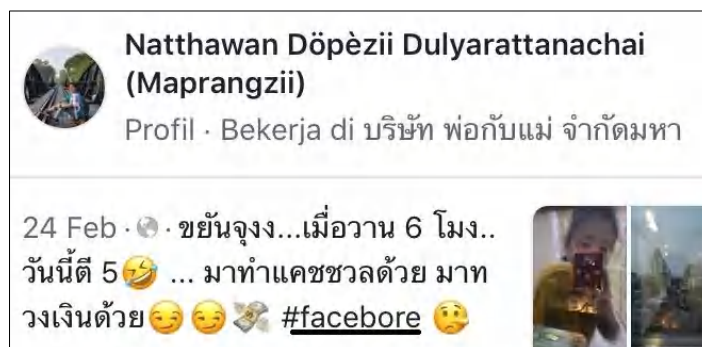 Natthawan Döpèzii Dulyarattanachai
(Maprangzii)
Profil · Bekerja di บริษัท พ่อกับแม่ จำกัดมหา
24 Feb · ขยันจุงง...เมื่อวาน 6 โมง..
วันนี้ตี 5🤣 ... มาทำแคชชวลด้วย มาท
วงเงินด้วย😏😏💸 #facebore 🤨